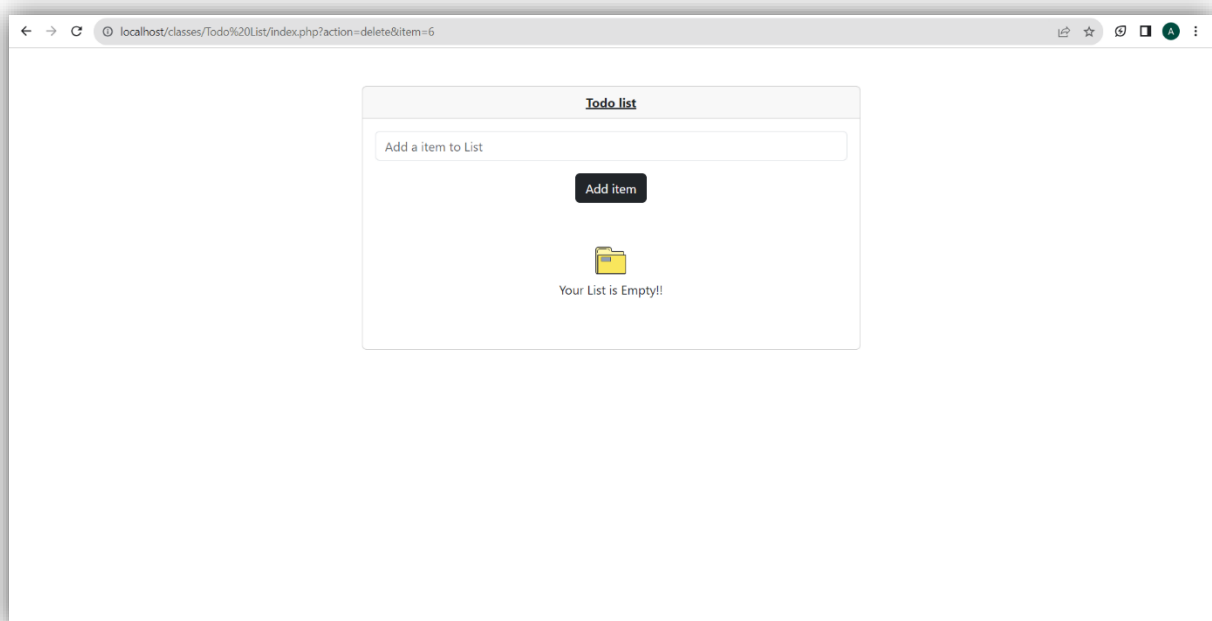 localhost/classes/Todo%20List/index.php?action=delete&item=6
A
Todo list
Add a item to List
Add item
Your List is Empty!!